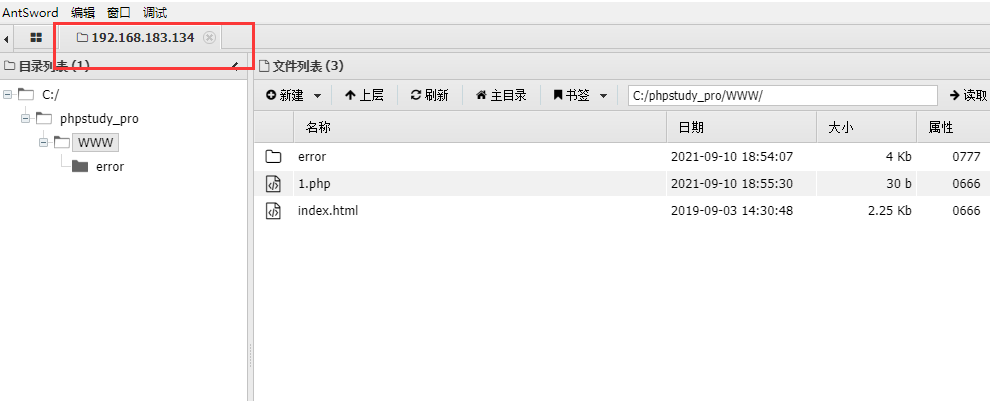 AntSword 编辑 窗口 调试
192.168.183.134
目录列表 (1)
C:/
phpstudy_pro
WWW
error
文件列表 (3)
新建 上层 刷新 主目录 书签 C:/phpstudy_pro/WWW/ 读取
名称 日期 大小 属性
error 2021-09-10 18:54:07 4 Kb 0777
1.php 2021-09-10 18:55:30 30 b 0666
index.html 2019-09-03 14:30:48 2.25 Kb 0666